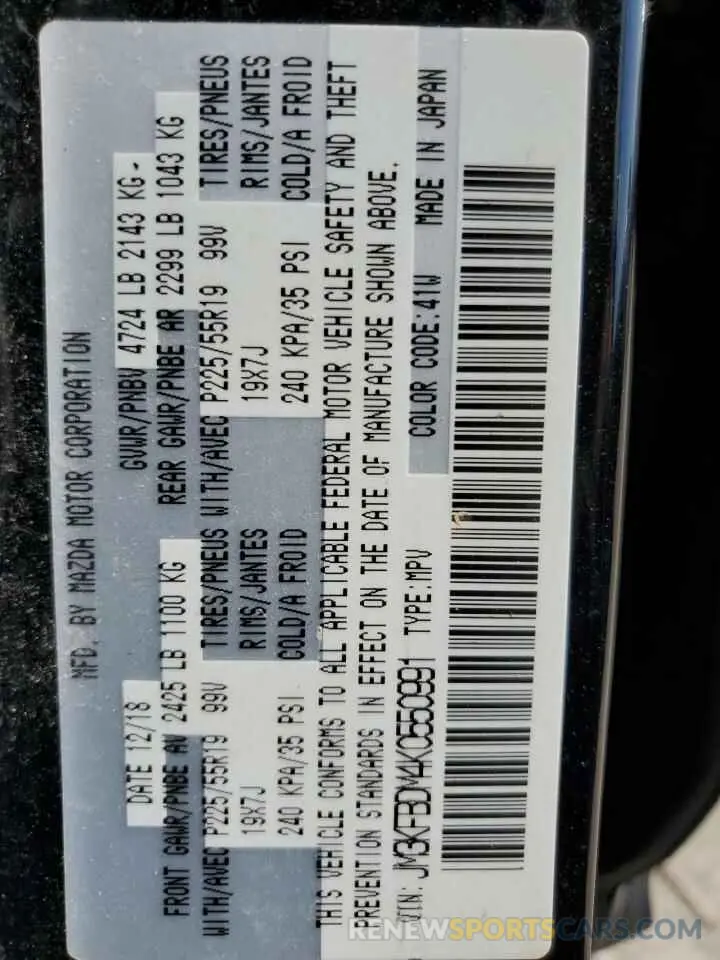 MFD. BY MAZDA MOTOR CORPORATION
DATE 12/18 GVWR/PNBV 4724 LB 2143 KG
FRONT GAWR/PNBE AV 2425 LB 1100 KG REAR GAWR/PNBE AR 2299 LB 1043 KG
WITH/AVEC P225/55R19 99V TIRES/PNEUS WITH/AVEC P225/55R19 99V TIRES/PNEUS
19X7J RIMS/JANTES 19X7J RIMS/JANTES
240 KPA/35 PSI COLD/A FROID 240 KPA/35 PSI COLD/A FROID
THIS VEHICLE CONFORMS TO ALL APPLICABLE FEDERAL MOTOR VEHICLE SAFETY AND THEFT
PREVENTION STANDARDS IN EFFECT ON THE DATE OF MANUFACTURE SHOWN ABOVE.
VIN: JM3KFBDM4K0550991 TYPE:MPV COLOR CODE:41W MADE IN JAPAN
RENEWSPORTSCARS.COM